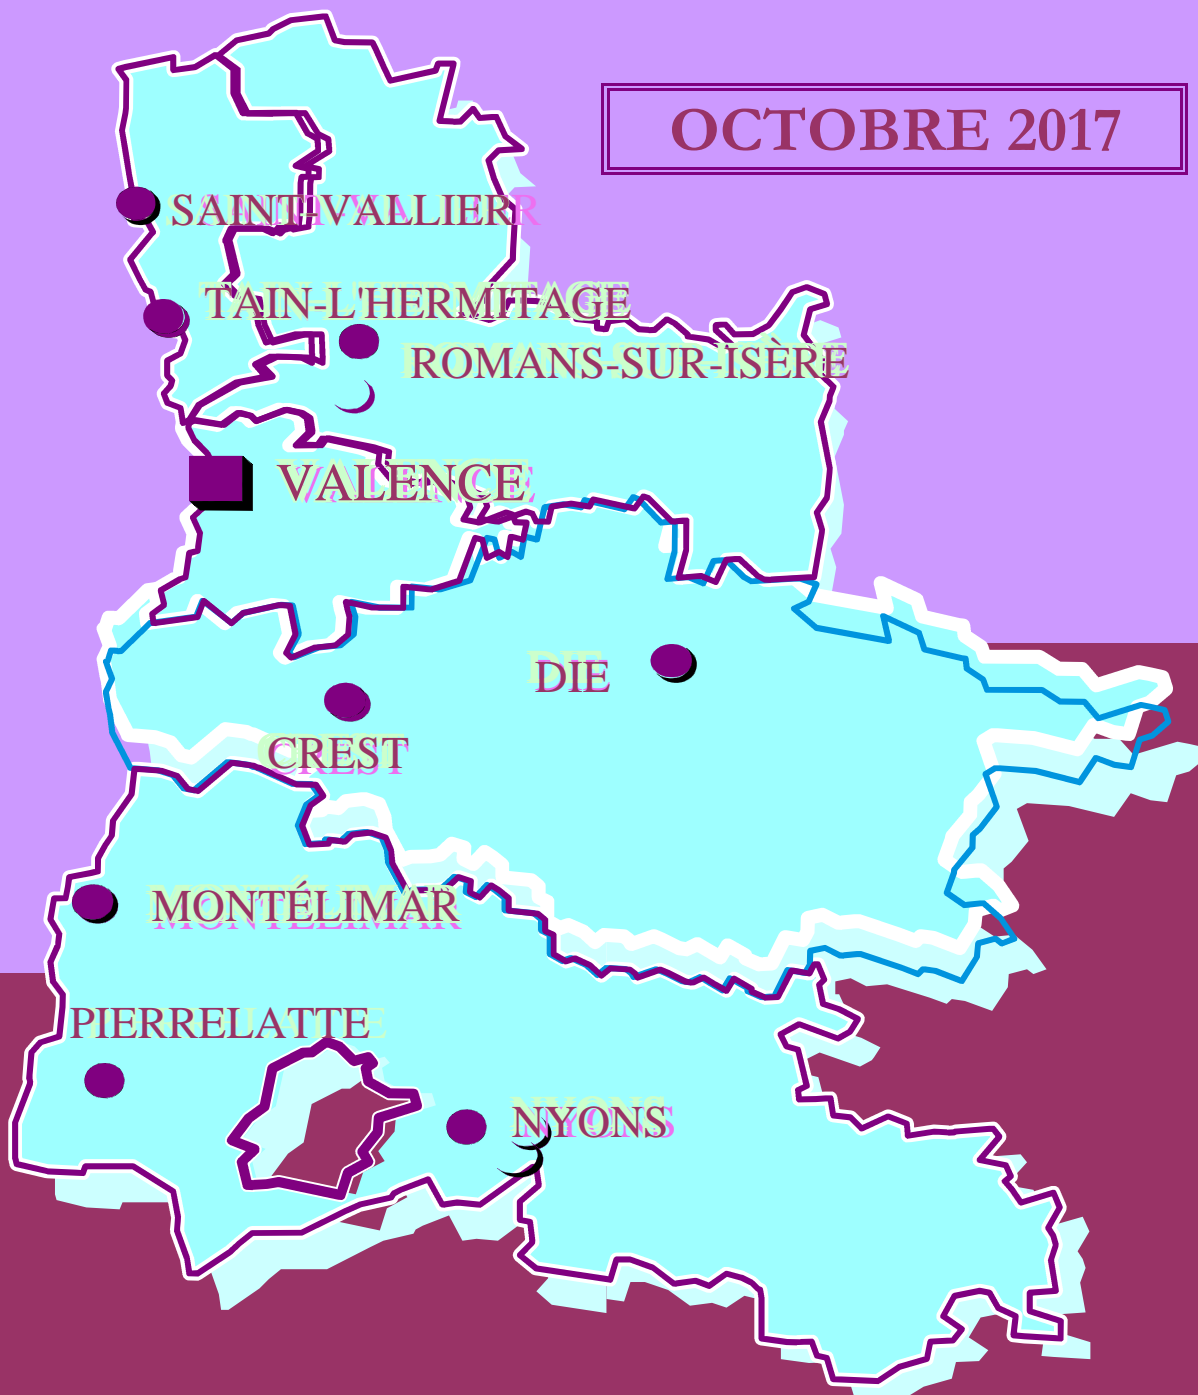 OCTOBRE 2017
SAINT-VALLIER
TAIN-L'HERMITAGE
ROMANS-SUR-ISÈRE
VALENCE
DIE
CREST
MONTÉLIMAR
PIERRELATTE
NYONS